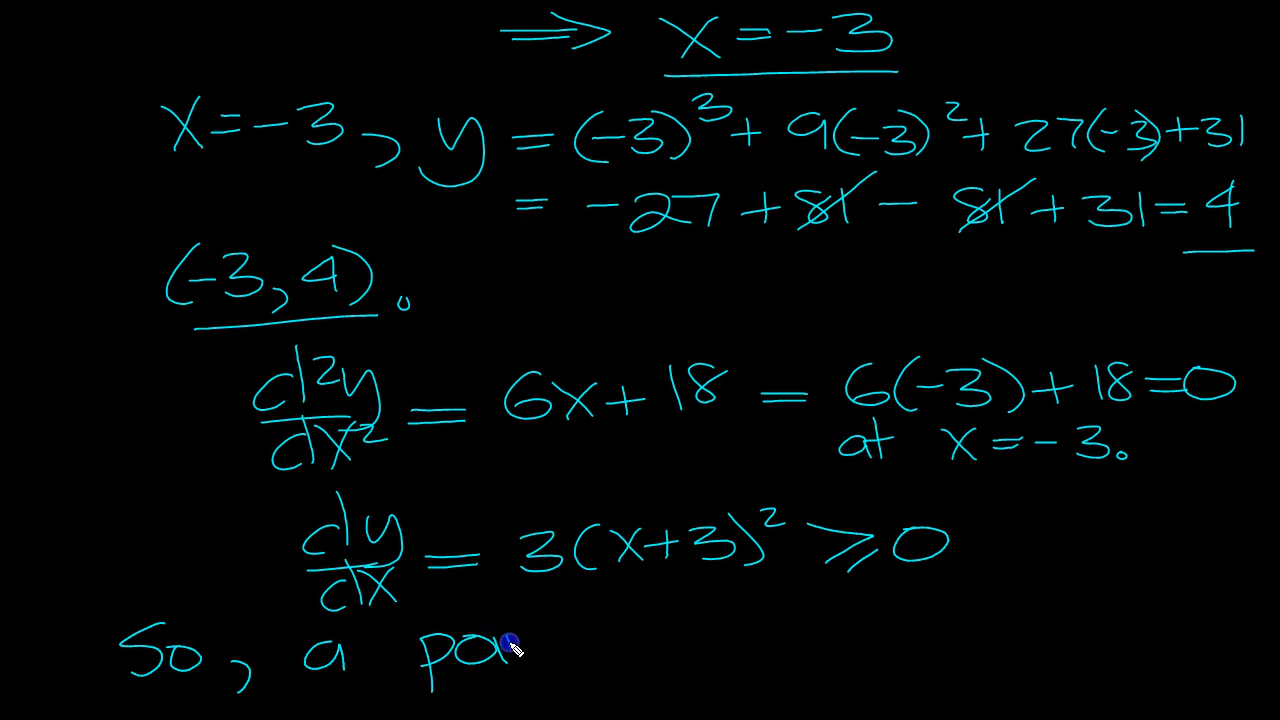 ⟹ x = -3
x = -3, y = (-3)³ + 9(-3)² + 27(-3) + 31
= -27 + 81 - 81 + 31 = 4
(-3, 4).
d²y/dx² = 6x + 18 = 6(-3) + 18 = 0
at x = -3.
dy/dx = 3(x+3)² ⩾ 0
So, a po